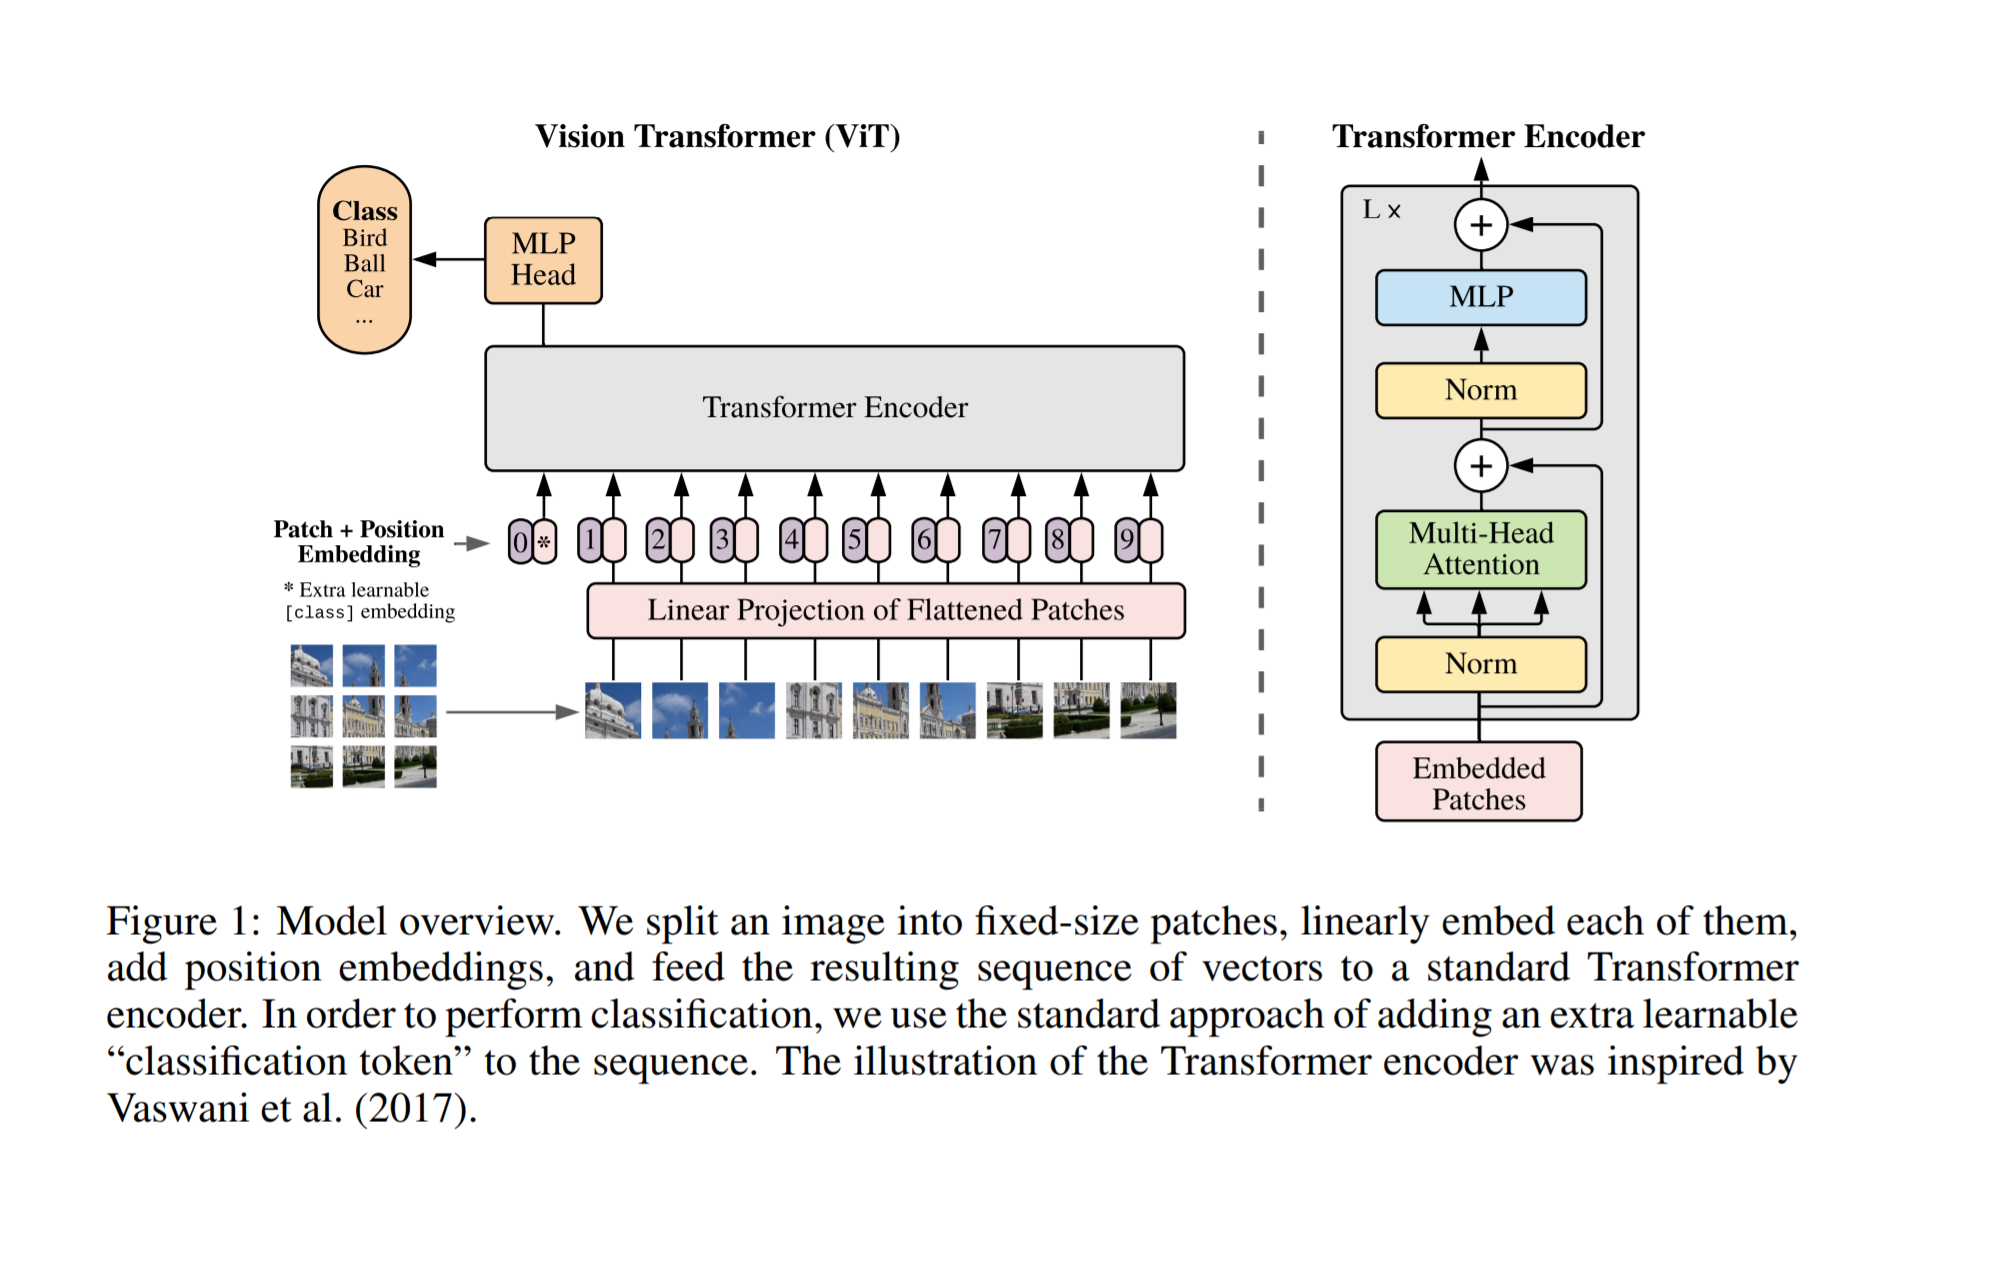 Vision Transformer (ViT)
Class
Bird
Ball
Car
...
MLP
Head
Transformer Encoder
Patch + Position
Embedding
* Extra learnable
[class] embedding
0 * 1 2 3 4 5 6 7 8 9
Linear Projection of Flattened Patches
Transformer Encoder
L x
+
MLP
Norm
+
Multi-Head
Attention
Norm
Embedded
Patches
Figure 1: Model overview. We split an image into fixed-size patches, linearly embed each of them,
add position embeddings, and feed the resulting sequence of vectors to a standard Transformer
encoder. In order to perform classification, we use the standard approach of adding an extra learnable
“classification token” to the sequence. The illustration of the Transformer encoder was inspired by
Vaswani et al. (2017).